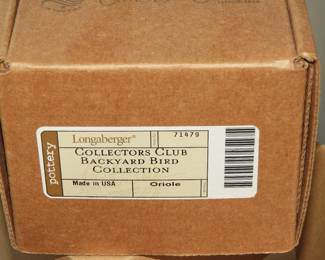 pottery
Longaberger®
71479
COLLECTORS CLUB
BACKYARD BIRD
COLLECTION
Made in USA
Oriole